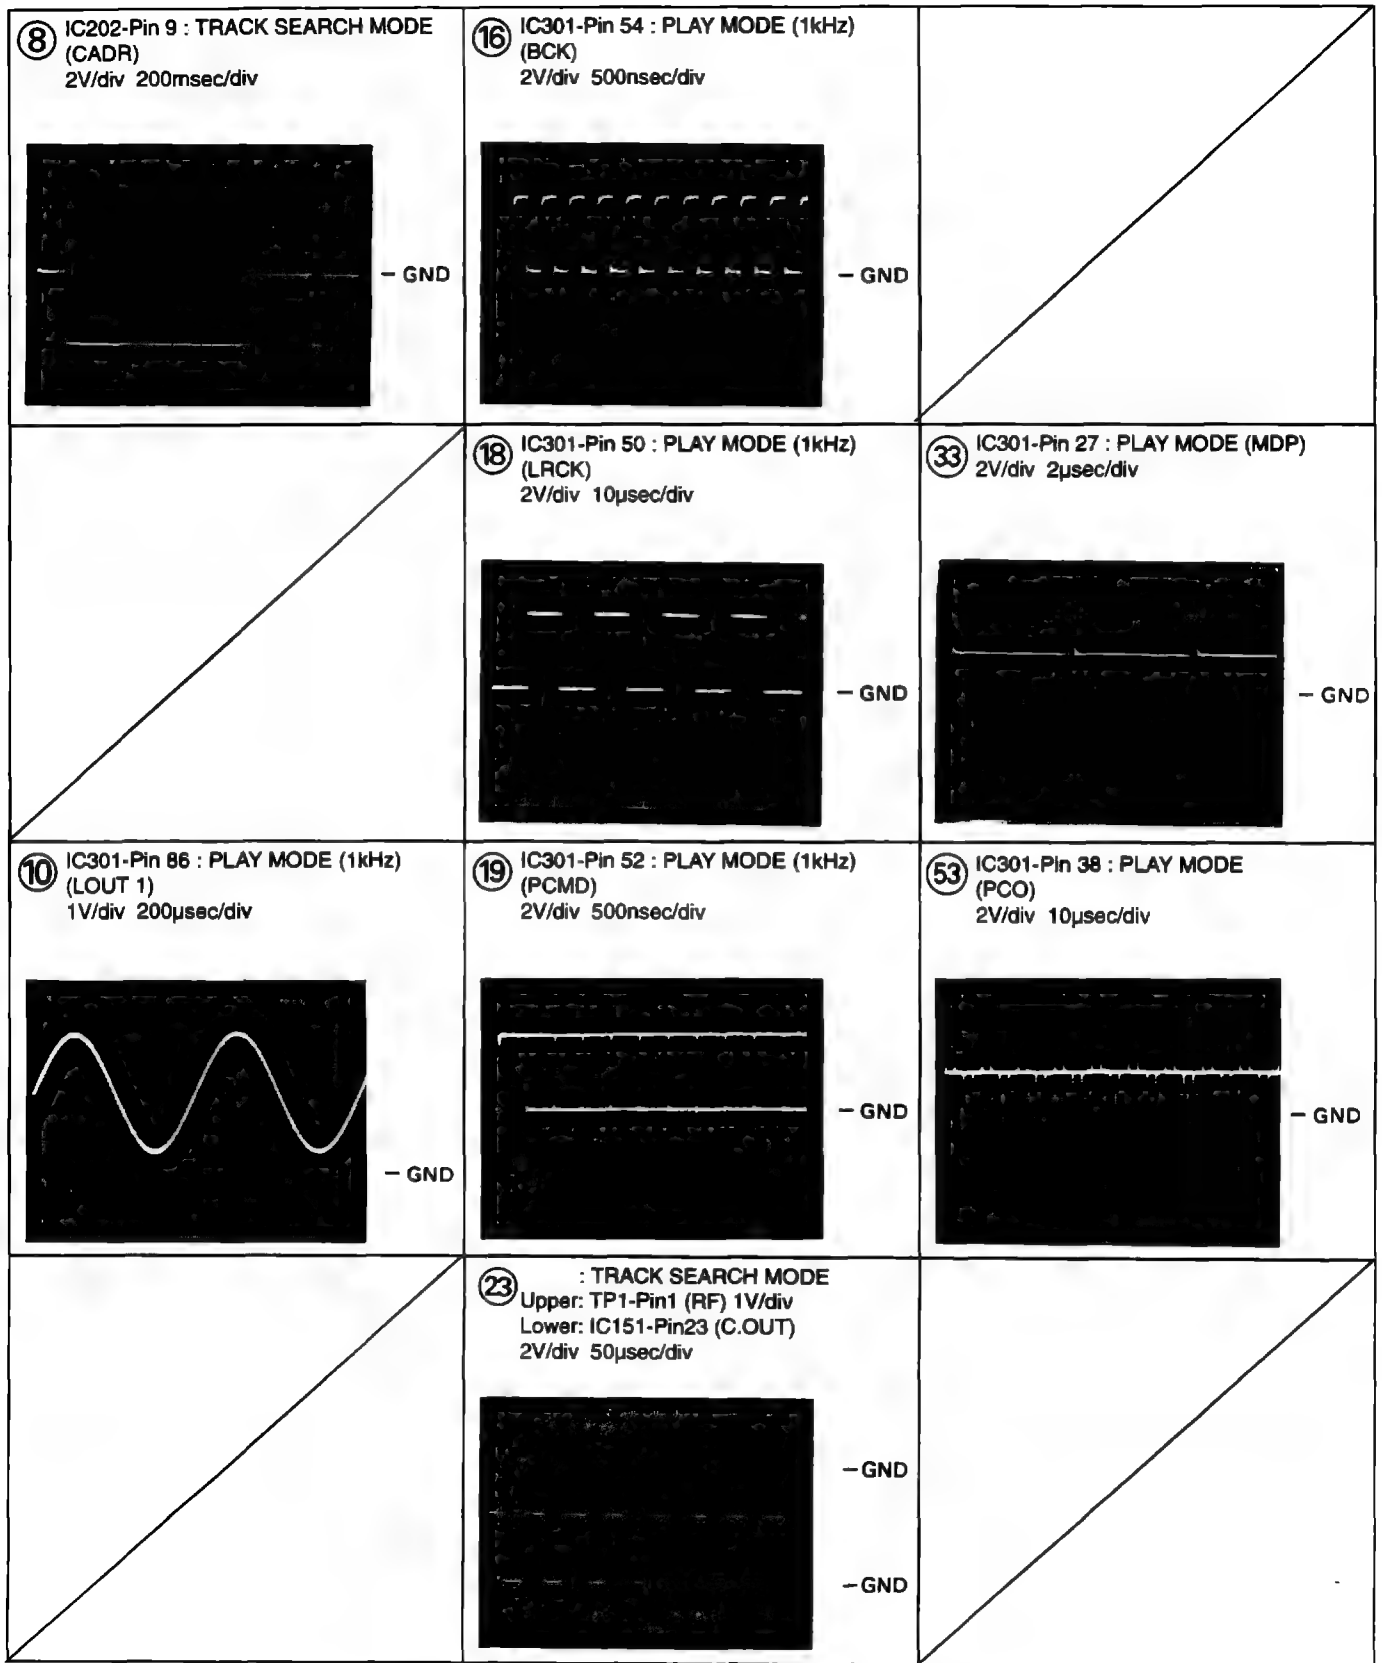 8 IC202-Pin 9 : TRACK SEARCH MODE
(CADR)
2V/div 200msec/div
– GND
16 IC301-Pin 54 : PLAY MODE (1kHz)
(BCK)
2V/div 500nsec/div
– GND
18 IC301-Pin 50 : PLAY MODE (1kHz)
(LRCK)
2V/div 10µsec/div
– GND
33 IC301-Pin 27 : PLAY MODE (MDP)
2V/div 2µsec/div
– GND
10 IC301-Pin 86 : PLAY MODE (1kHz)
(LOUT 1)
1V/div 200µsec/div
– GND
19 IC301-Pin 52 : PLAY MODE (1kHz)
(PCMD)
2V/div 500nsec/div
– GND
53 IC301-Pin 38 : PLAY MODE
(PCO)
2V/div 10µsec/div
– GND
23 : TRACK SEARCH MODE
Upper: TP1-Pin1 (RF) 1V/div
Lower: IC151-Pin23 (C.OUT)
2V/div 50µsec/div
– GND
– GND